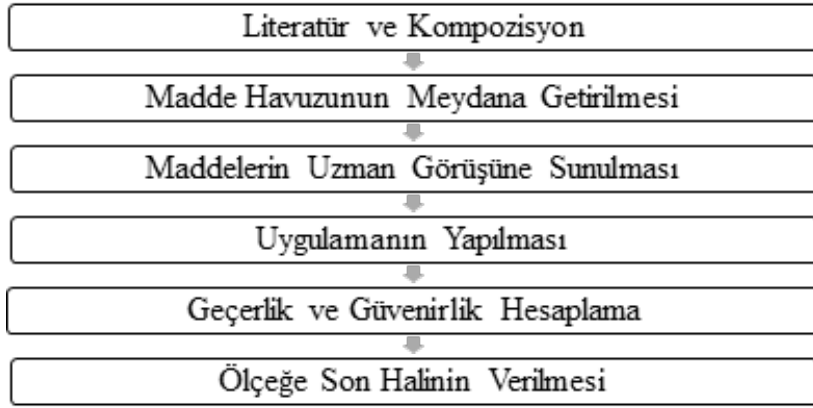 Literatür ve Kompozisyon
Madde Havuzunun Meydana Getirilmesi
Maddelerin Uzman Görüşüne Sunulması
Uygulamanın Yapılması
Geçerlik ve Güvenirlik Hesaplama
Ölçeğe Son Halinin Verilmesi